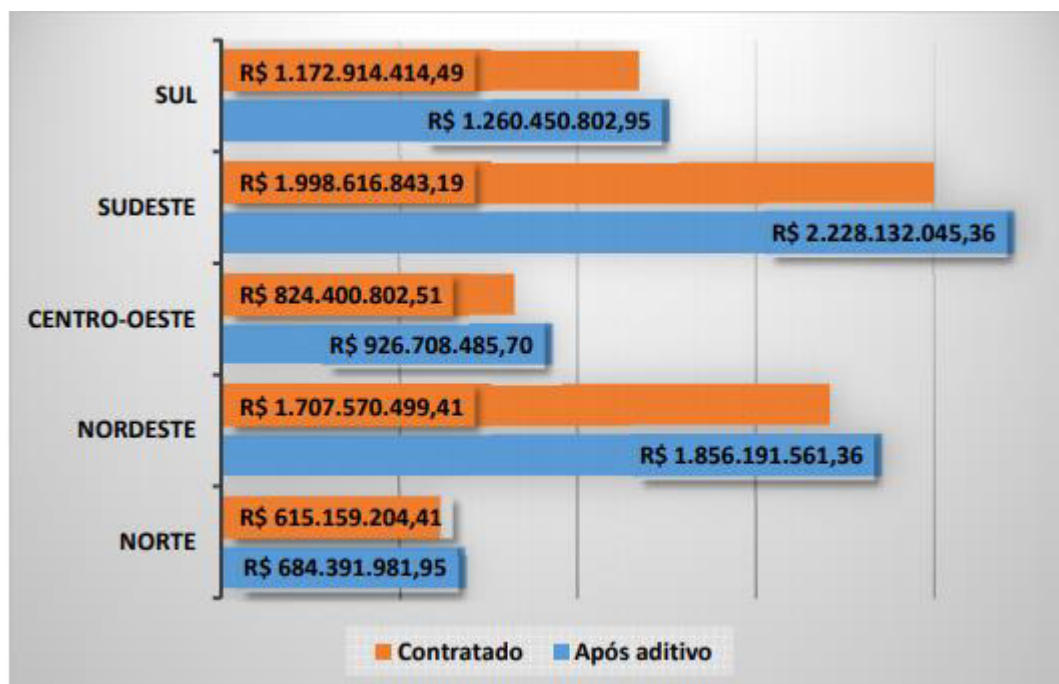 R$ 1.172.914.414,49
SUL
R$ 1.260.450.802,95
R$ 1.998.616.843,19
SUDESTE
R$ 2.228.132.045,36
R$ 824.400.802,51
CENTRO-OESTE
R$ 926.708.485,70
R$ 1.707.570.499,41
NORDESTE
R$ 1.856.191.561,36
R$ 615.159.204,41
NORTE
R$ 684.391.981,95
Contratado Após aditivo